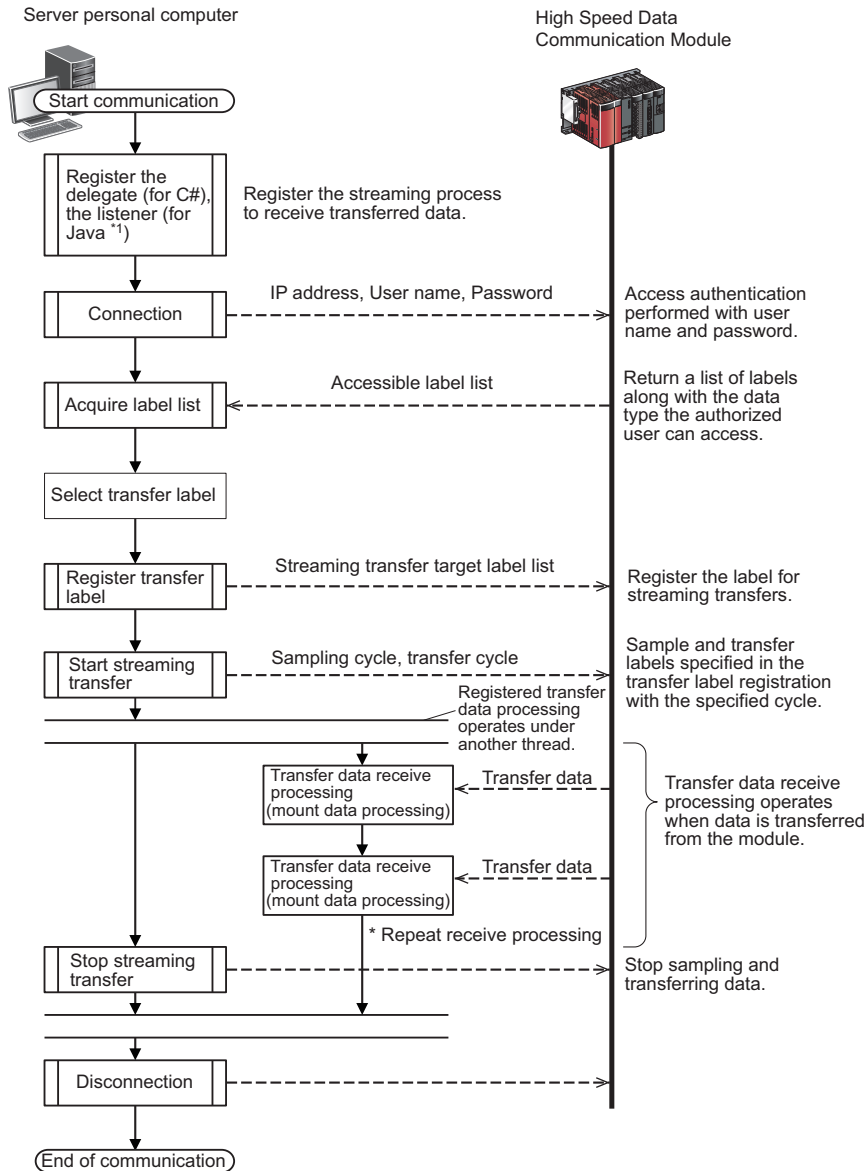 Server personal computer
High Speed Data
Communication Module
Start communication
Register the
delegate (for C#),
the listener (for
Java *1)
Register the streaming process
to receive transferred data.
Connection
IP address, User name, Password
Access authentication
performed with user
name and password.
Acquire label list
Accessible label list
Return a list of labels
along with the data
type the authorized
user can access.
Select transfer label
Register transfer
label
Streaming transfer target label list
Register the label for
streaming transfers.
Start streaming
transfer
Sampling cycle, transfer cycle
Sample and transfer
labels specified in the
transfer label registration
with the specified cycle.
Registered transfer
data processing
operates under
another thread.
Transfer data receive
processing
(mount data processing)
Transfer data
Transfer data receive
processing operates
when data is transferred
from the module.
Transfer data receive
processing
(mount data processing)
Transfer data
* Repeat receive processing
Stop streaming
transfer
Stop sampling and
transferring data.
Disconnection
End of communication